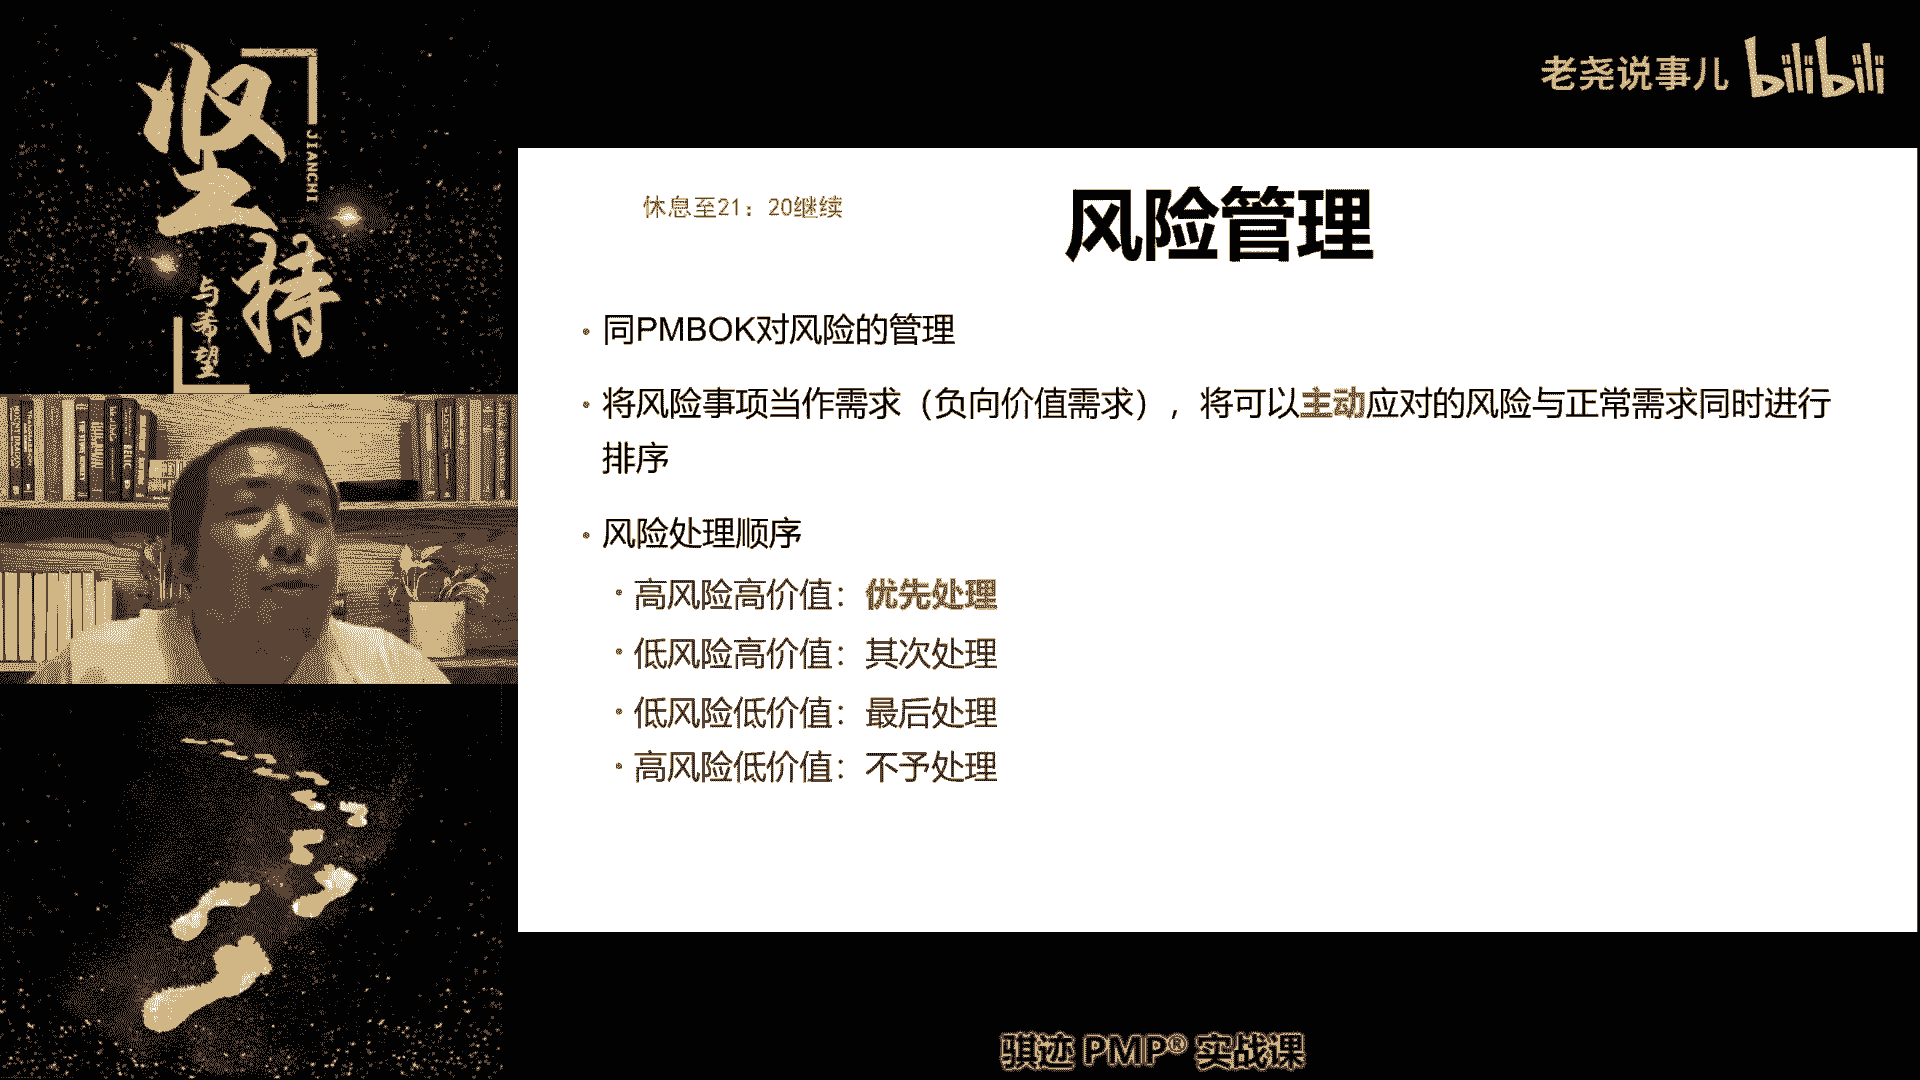 坚持
JIANCHI
与希望
老尧说事儿 bilibili
休息至21：20继续
风险管理
· 同PMBOK对风险的管理
· 将风险事项当作需求（负向价值需求），将可以主动应对的风险与正常需求同时进行
排序
· 风险处理顺序
· 高风险高价值：优先处理
· 低风险高价值：其次处理
· 低风险低价值：最后处理
· 高风险低价值：不予处理
骐迹 PMP® 实战课